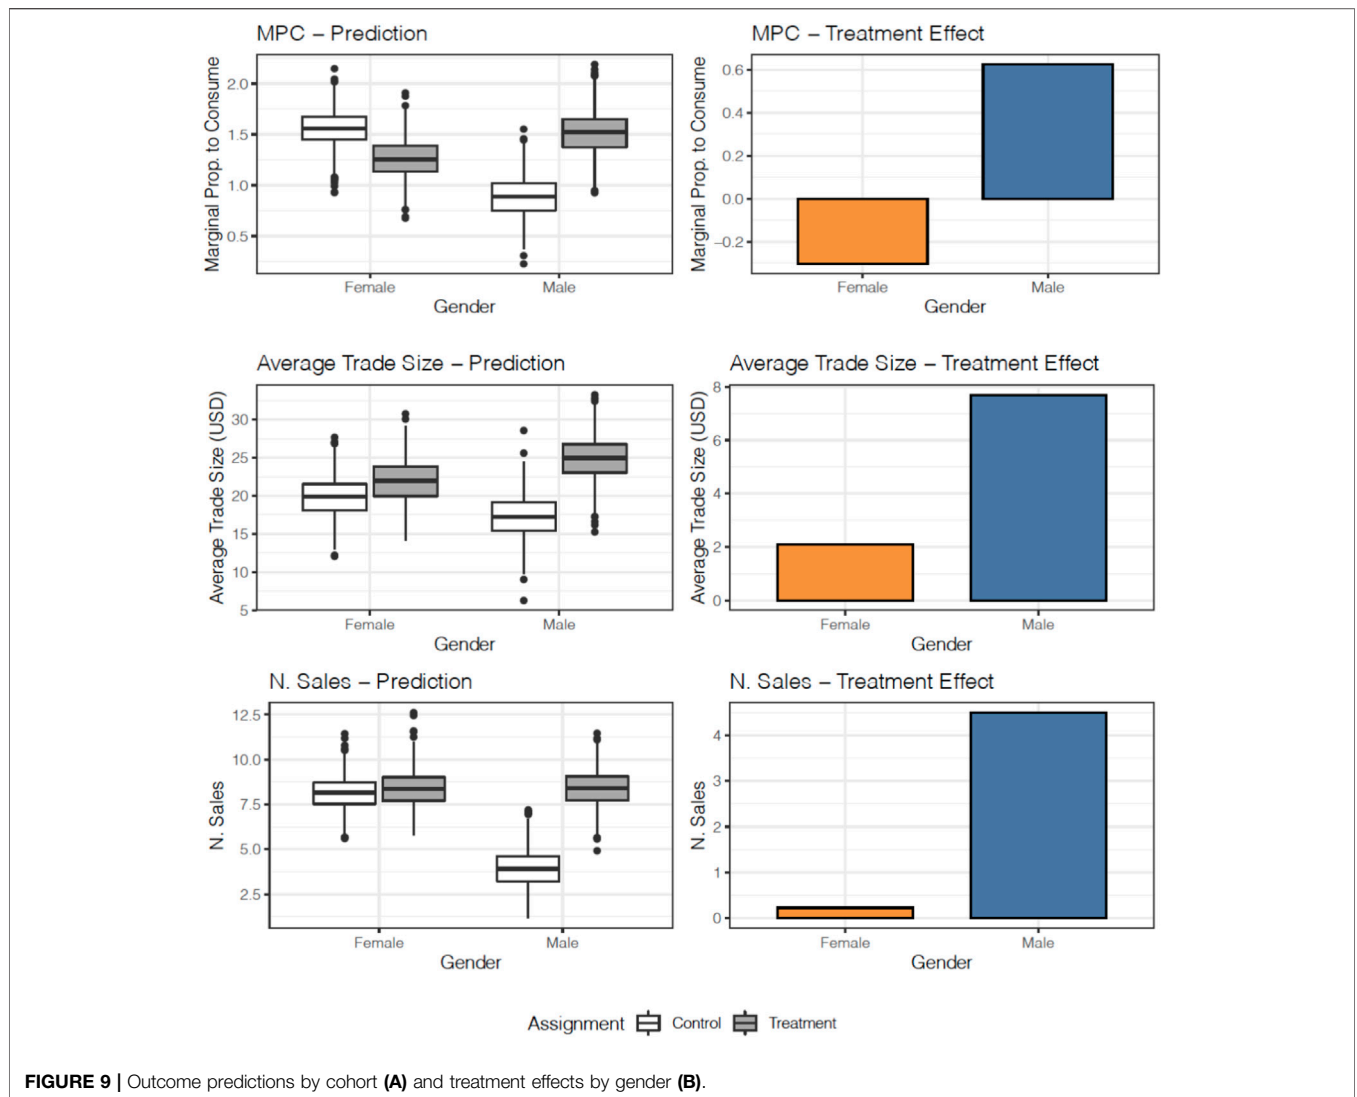 MPC – Prediction
Marginal Prop. to Consume
2.0
1.5
1.0
0.5
Female
Male
Gender
MPC – Treatment Effect
Marginal Prop. to Consume
0.6
0.4
0.2
0.0
−0.2
Female
Male
Gender
Average Trade Size – Prediction
Average Trade Size (USD)
30
25
20
15
10
5
Female
Male
Gender
Average Trade Size – Treatment Effect
Average Trade Size (USD)
8
6
4
2
0
Female
Male
Gender
N. Sales – Prediction
N. Sales
12.5
10.0
7.5
5.0
2.5
Female
Male
Gender
N. Sales – Treatment Effect
N. Sales
4
3
2
1
0
Female
Male
Gender
Assignment Control Treatment
FIGURE 9 | Outcome predictions by cohort (A) and treatment effects by gender (B).